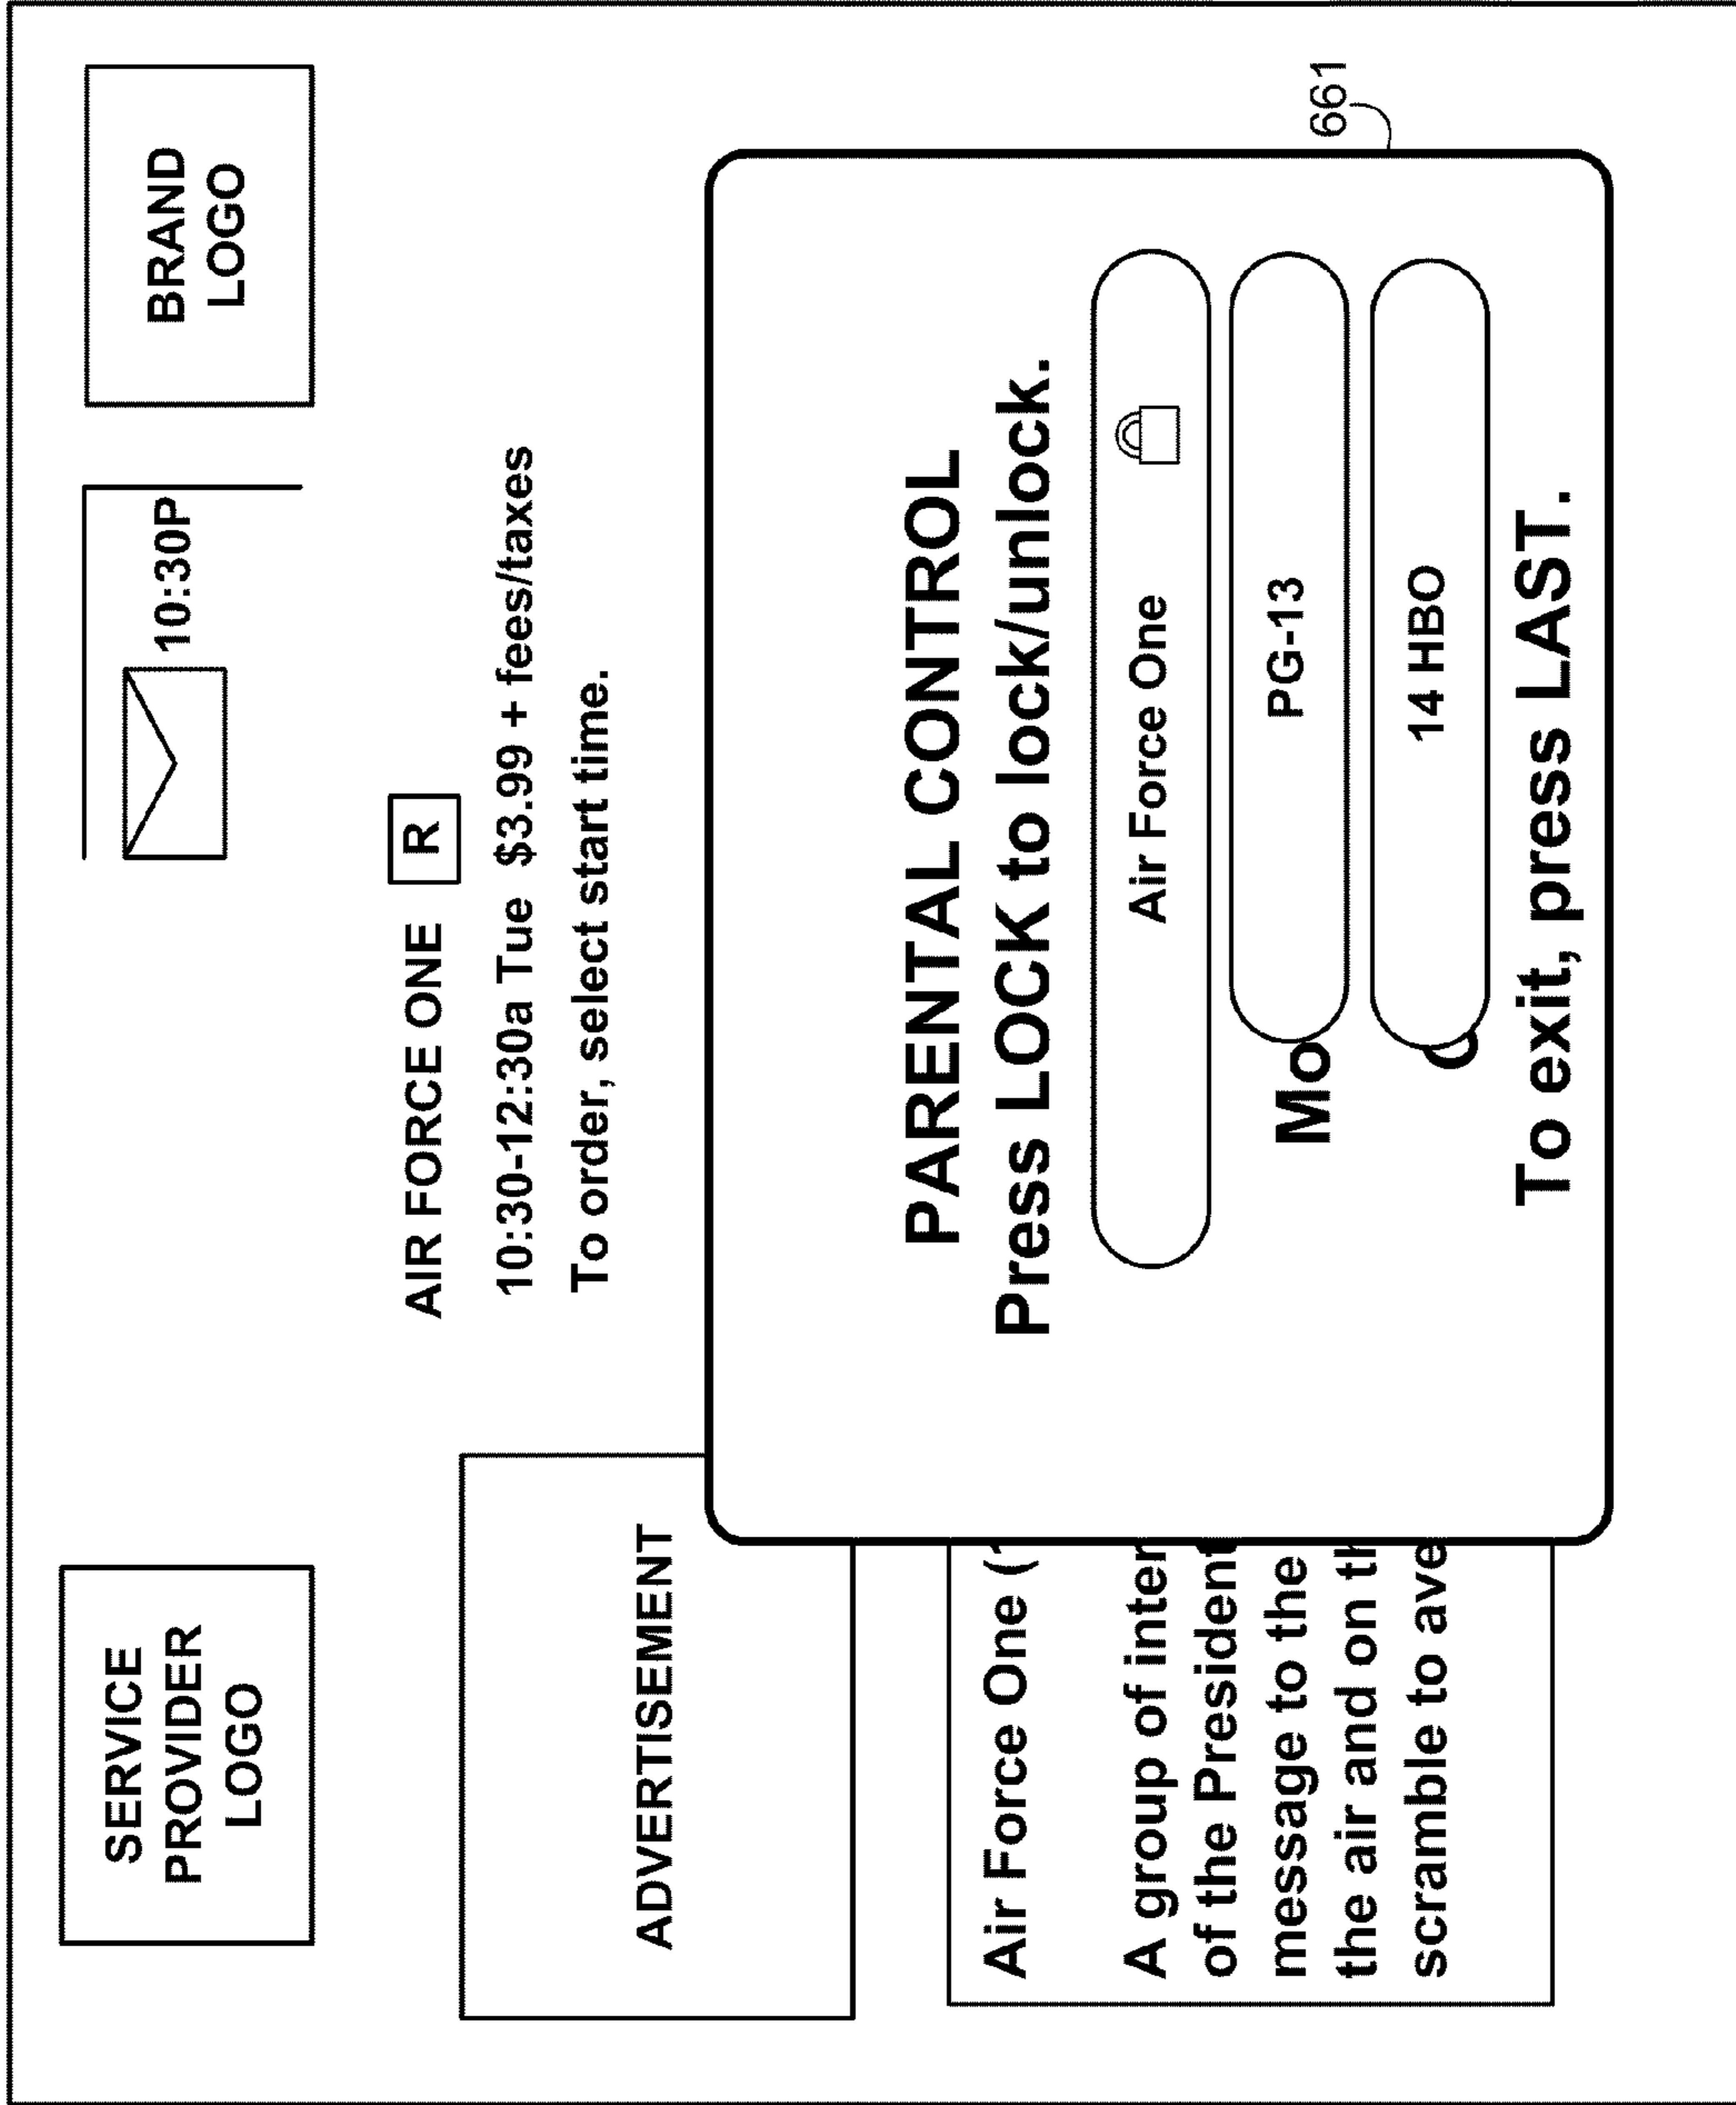 SERVICE
PROVIDER
LOGO
10:30P
BRAND
LOGO
AIR FORCE ONE R
10:30-12:30a Tue $3.99 + fees/taxes
To order, select start time.
ADVERTISEMENT
Air Force One (
A group of inter
of the President
message to the
the air and on th
scramble to ave
PARENTAL CONTROL
Press LOCK to lock/unlock.
Air Force One
Mo PG-13
14 HBO
To exit, press LAST.
661